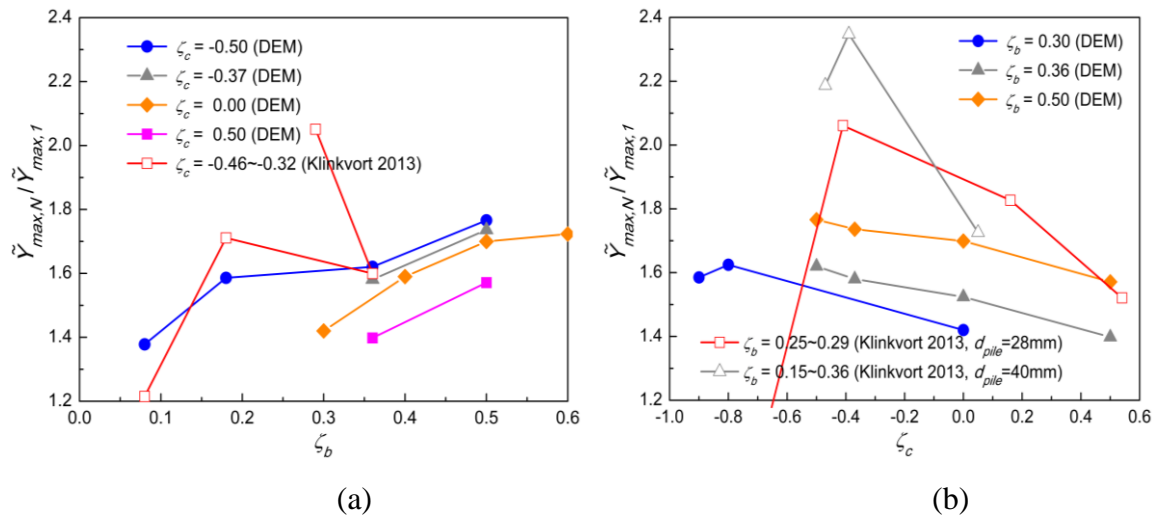 2.4
2.2
2.0
1.8
1.6
1.4
1.2
Ỹmax,N / Ỹmax,1
ζc = -0.50 (DEM)
ζc = -0.37 (DEM)
ζc = 0.00 (DEM)
ζc = 0.50 (DEM)
ζc = -0.46~-0.32 (Klinkvort 2013)
0.0 0.1 0.2 0.3 0.4 0.5 0.6
ζb
(a)
2.4
2.2
2.0
1.8
1.6
1.4
1.2
Ỹmax,N / Ỹmax,1
ζb = 0.30 (DEM)
ζb = 0.36 (DEM)
ζb = 0.50 (DEM)
ζb = 0.25~0.29 (Klinkvort 2013, dpile=28mm)
ζb = 0.15~0.36 (Klinkvort 2013, dpile=40mm)
-1.0 -0.8 -0.6 -0.4 -0.2 0.0 0.2 0.4 0.6
ζc
(b)